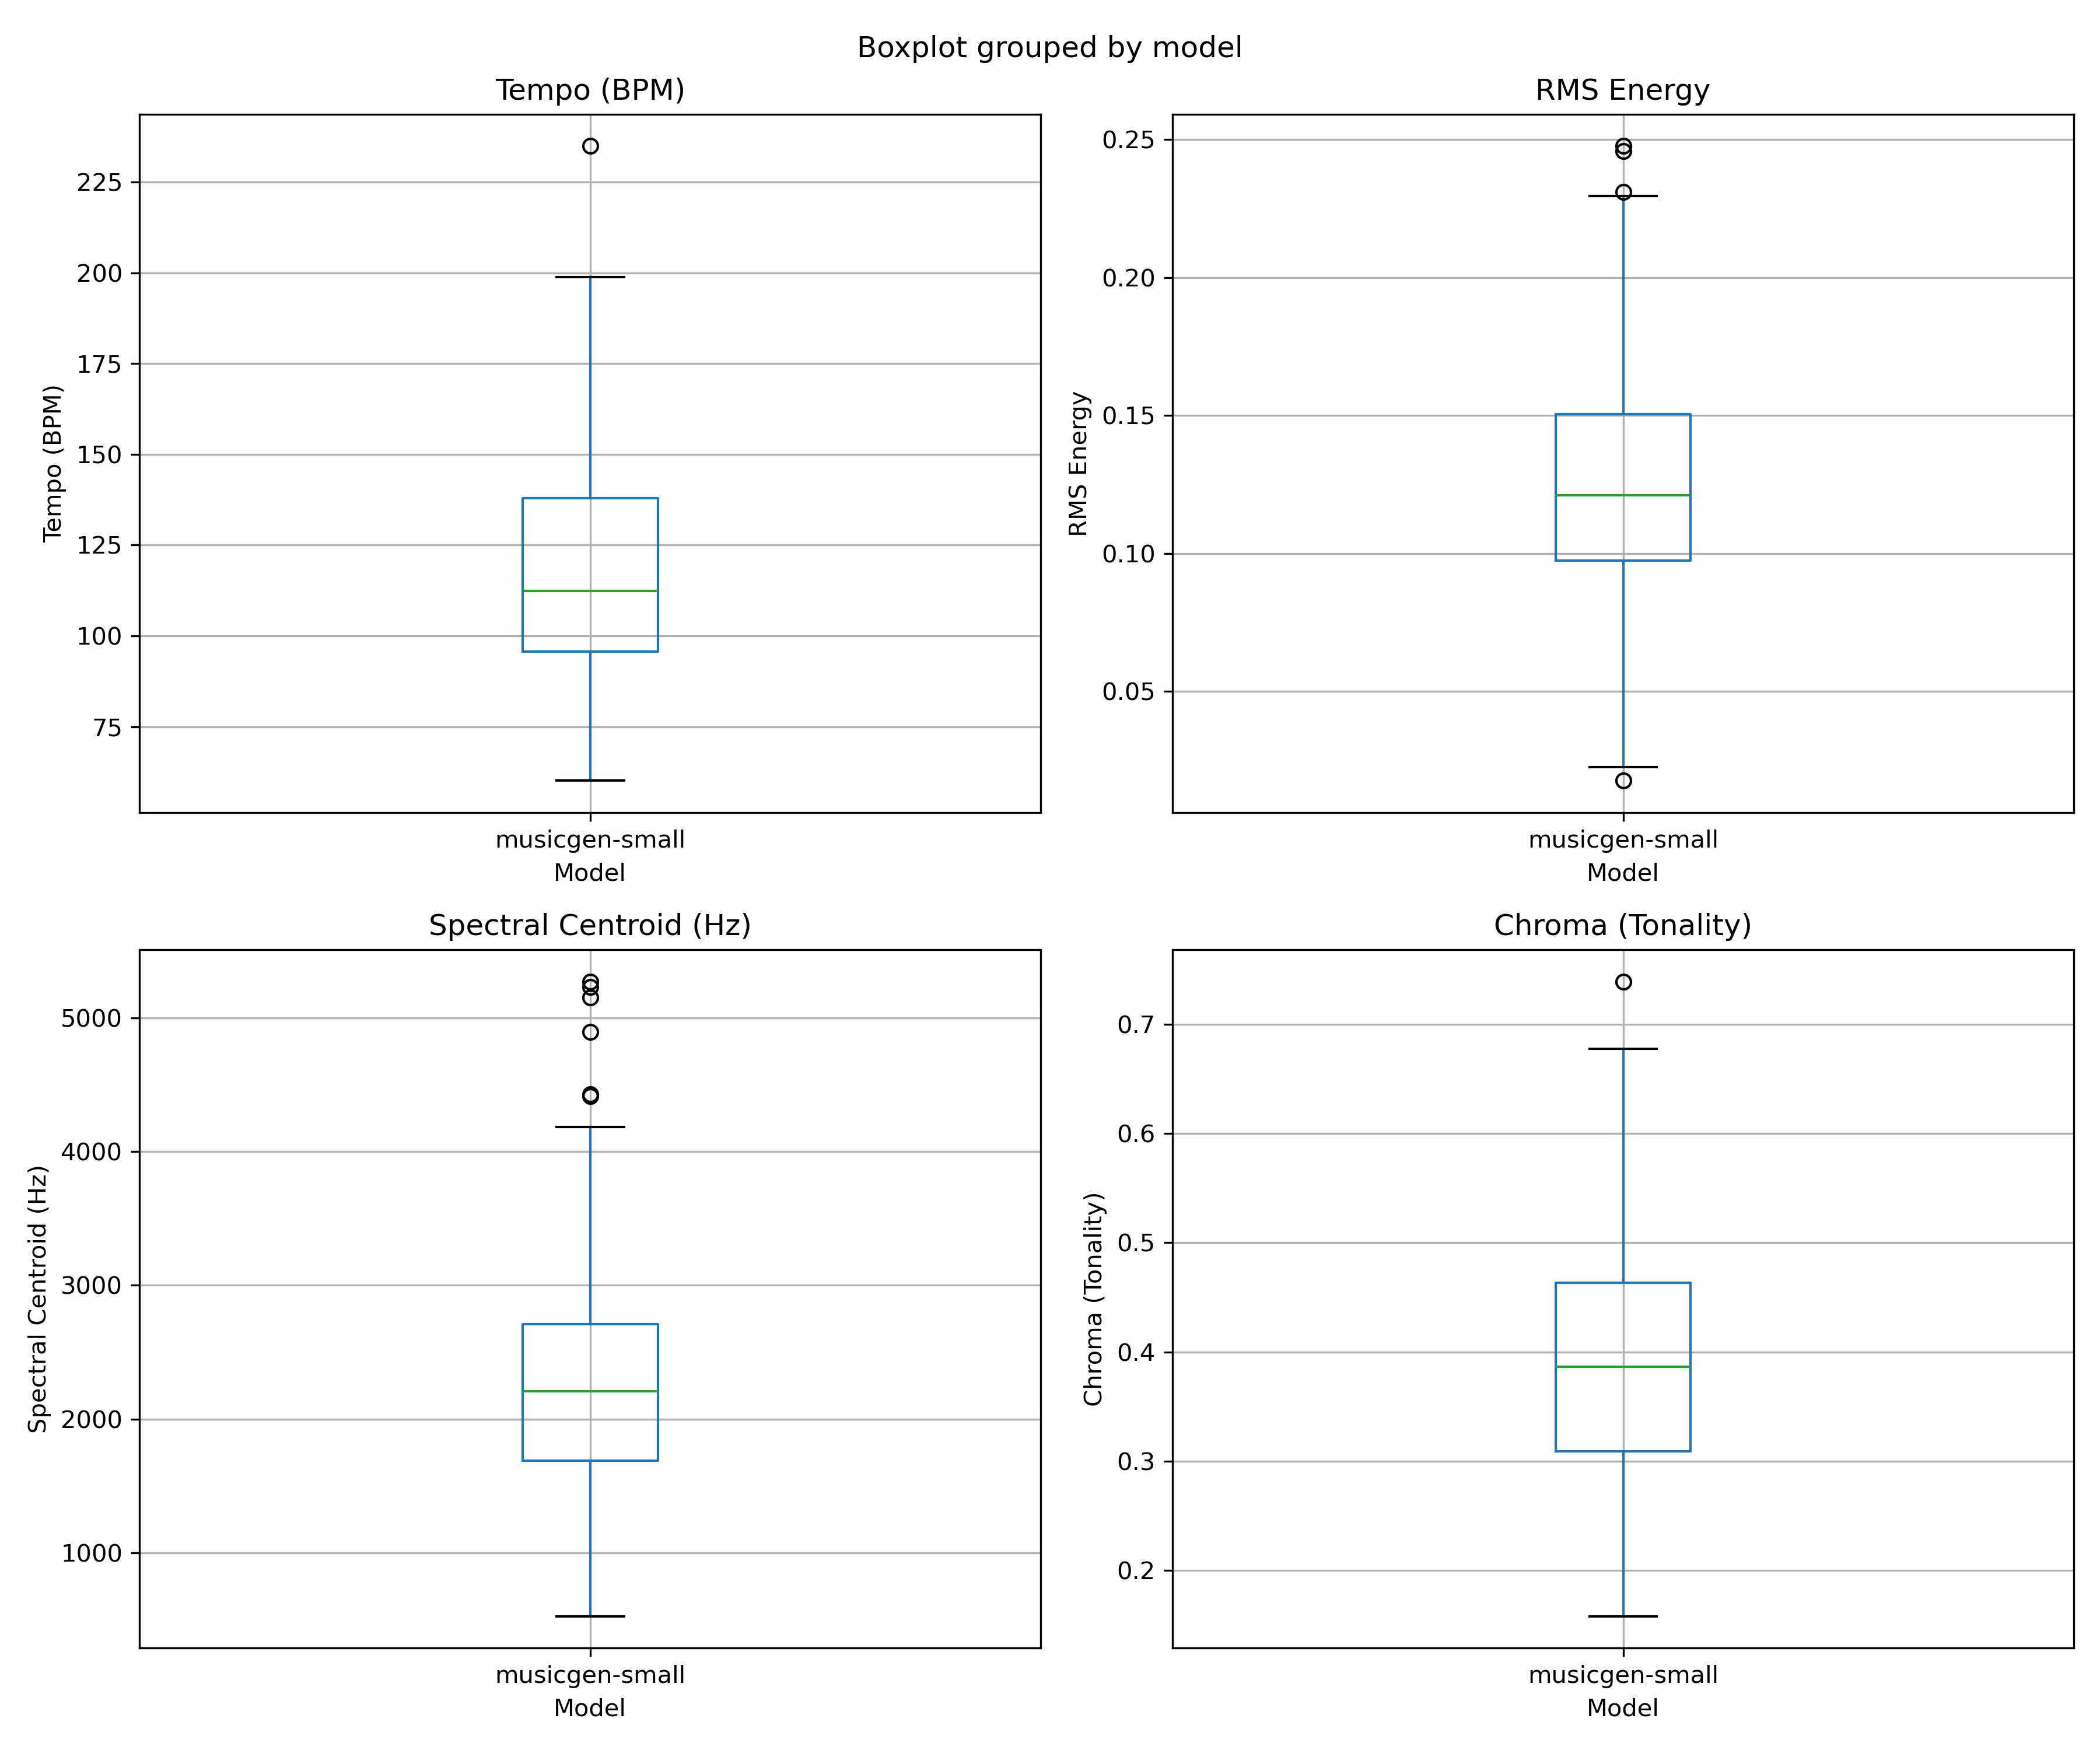 Boxplot grouped by model
Tempo (BPM)
225
200
175
150
125
100
75
Tempo (BPM)
musicgen-small
Model
RMS Energy
0.25
0.20
0.15
0.10
0.05
RMS Energy
musicgen-small
Model
Spectral Centroid (Hz)
5000
4000
3000
2000
1000
Spectral Centroid (Hz)
musicgen-small
Model
Chroma (Tonality)
0.7
0.6
0.5
0.4
0.3
0.2
Chroma (Tonality)
musicgen-small
Model